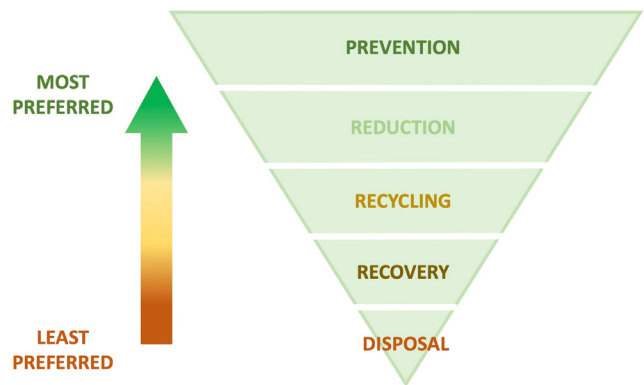 PREVENTION
MOST
PREFERRED
REDUCTION
RECYCLING
RECOVERY
LEAST
PREFERRED
DISPOSAL